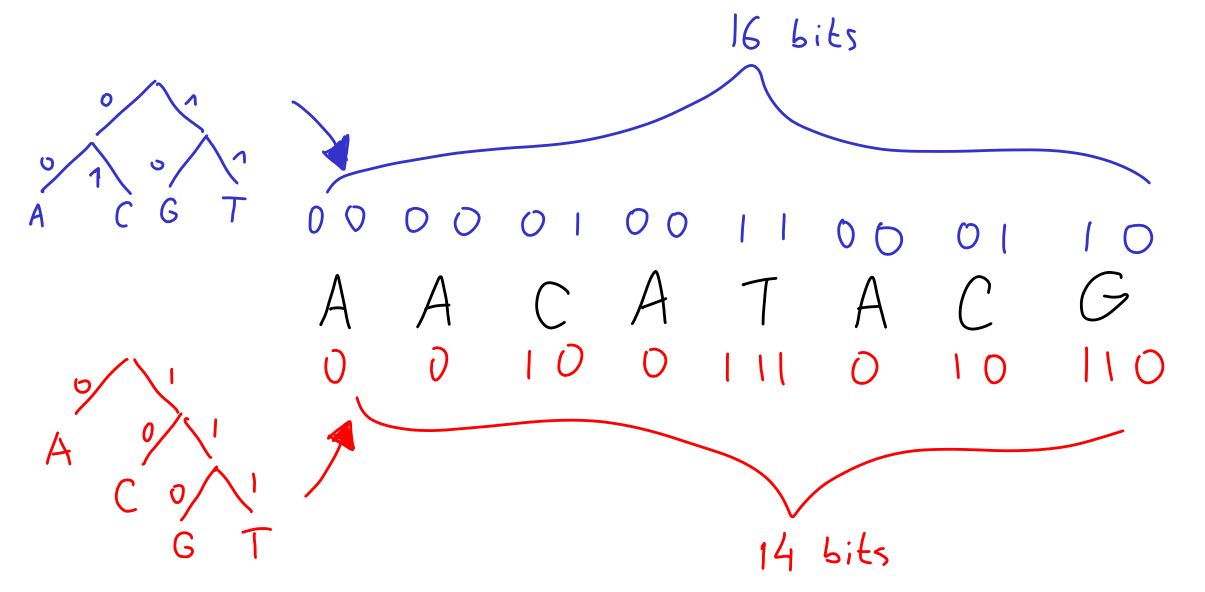 16 bits
0 1
0 1 0 1
A C G T
00 00 01 00 11 00 01 10
A A C A T A C G
0 0 10 0 111 0 10 110
0 1
A 0 1
C 0 1
G T
14 bits